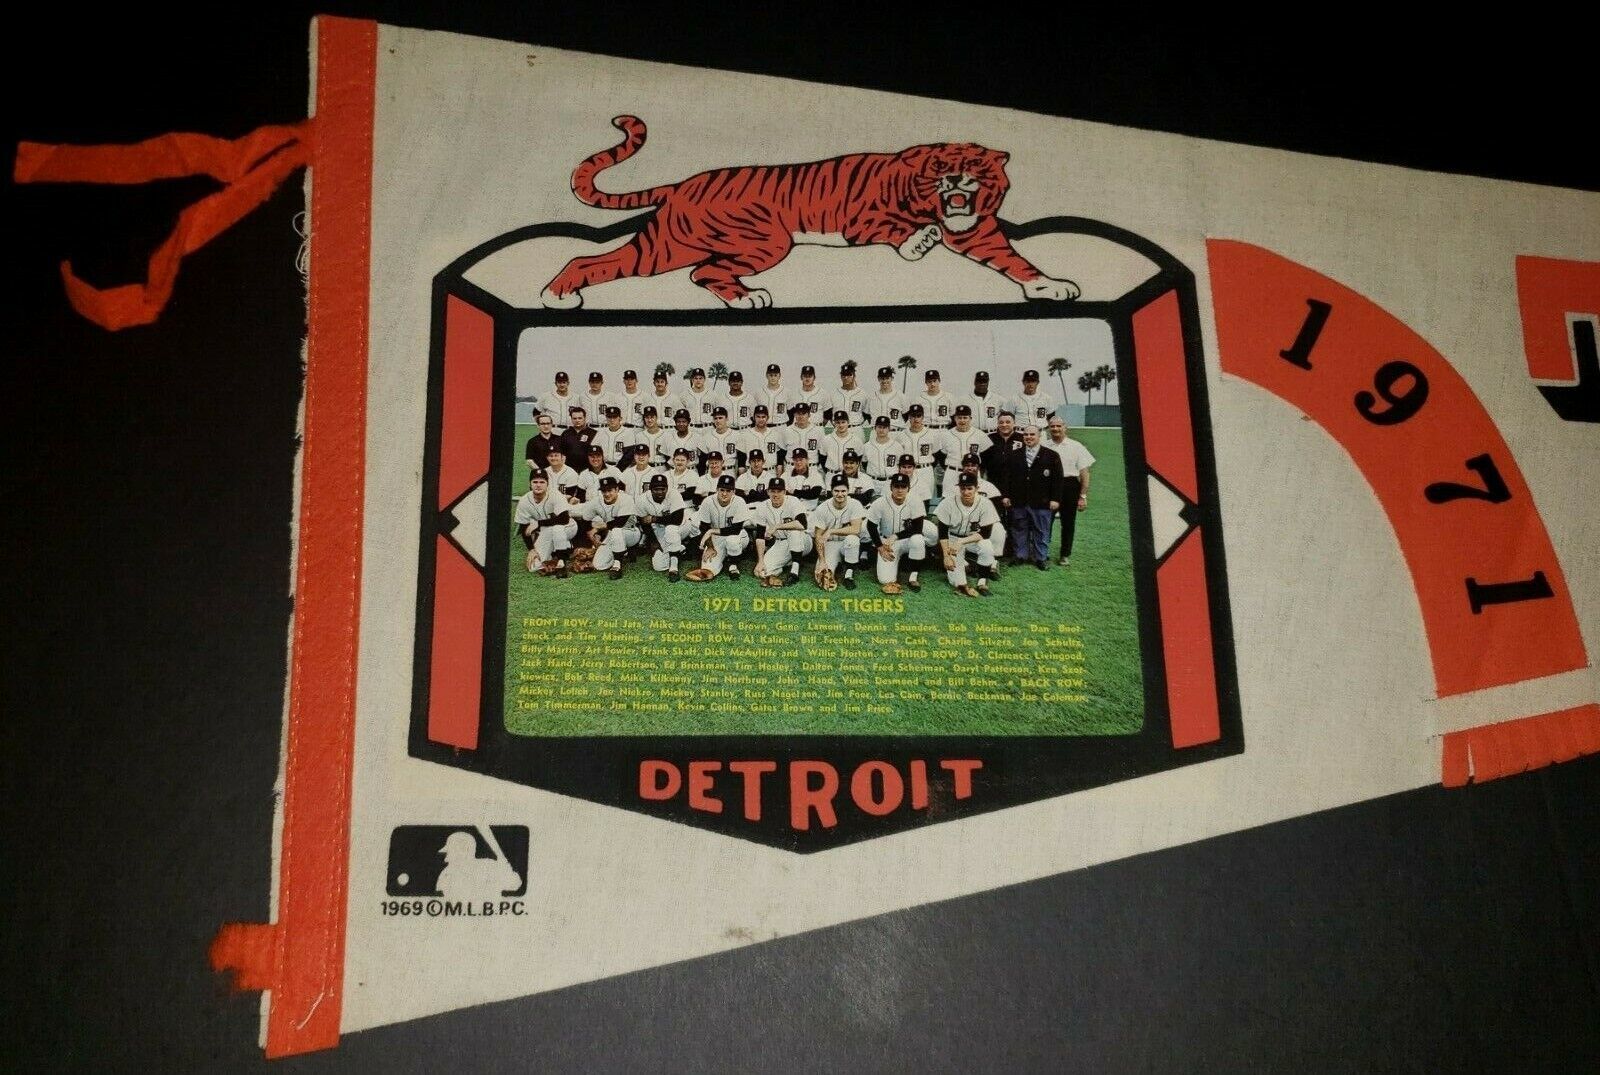 1971
T
1971 DETROIT TIGERS
FRONT ROW: Paul Jata, Mike Adams, Ike Brown, Gene Lamont, Dennis Saunders, Bob Molinaro, Dan Boot-
check and Tim Marting. • SECOND ROW: Al Kaline, Bill Freehan, Norm Cash, Charlie Silvera, Joe Schultz,
Billy Martin, Art Fowler, Frank Skaff, Dick McAuliffe and Willie Horton. • THIRD ROW: Dr. Clarence Livingood,
Jack Hand, Jerry Robertson, Ed Brinkman, Tim Hosley, Dalton Jones, Fred Scherman, Daryl Patterson, Ken Szot-
kiewicz, Bob Reed, Mike Kilkenny, Jim Northrup, John Hand, Vince Desmond and Bill Behm. • BACK ROW:
Mickey Lolich, Joe Niekro, Mickey Stanley, Russ Nagelson, Jim Foor, Les Cain, Bernie Beckman, Joe Coleman,
Tom Timmerman, Jim Hannan, Kevin Collins, Gates Brown and Jim Price.
DETROIT
1969 © M.L.B.P.C.